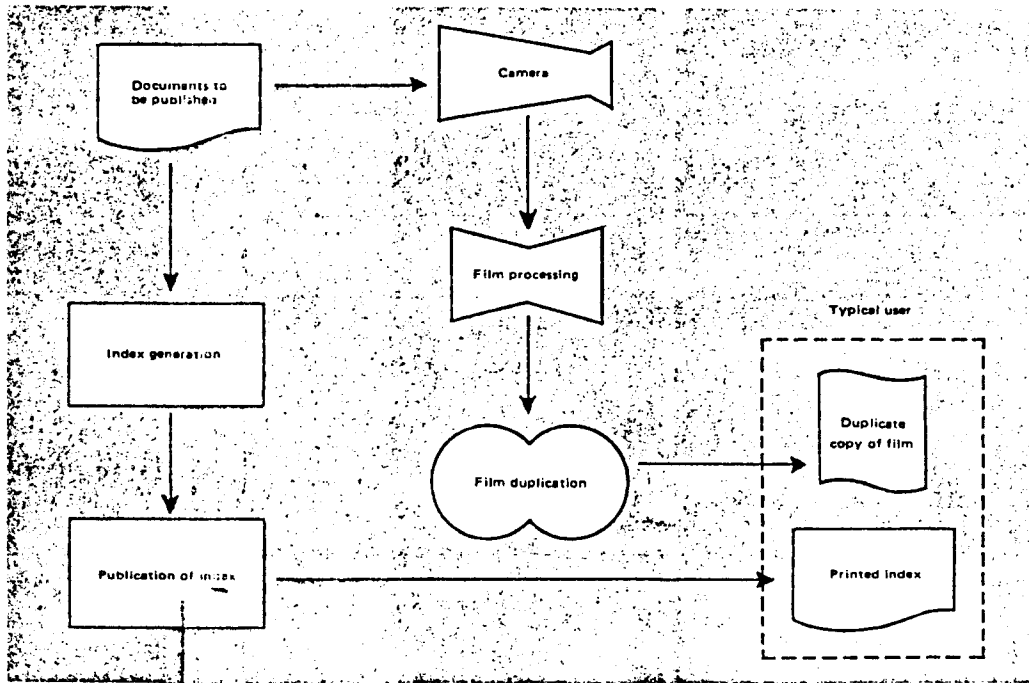 Documents to
be published
Camera
Film processing
Index generation
Typical user
Duplicate
copy of film
Film duplication
Publication of index
Printed index